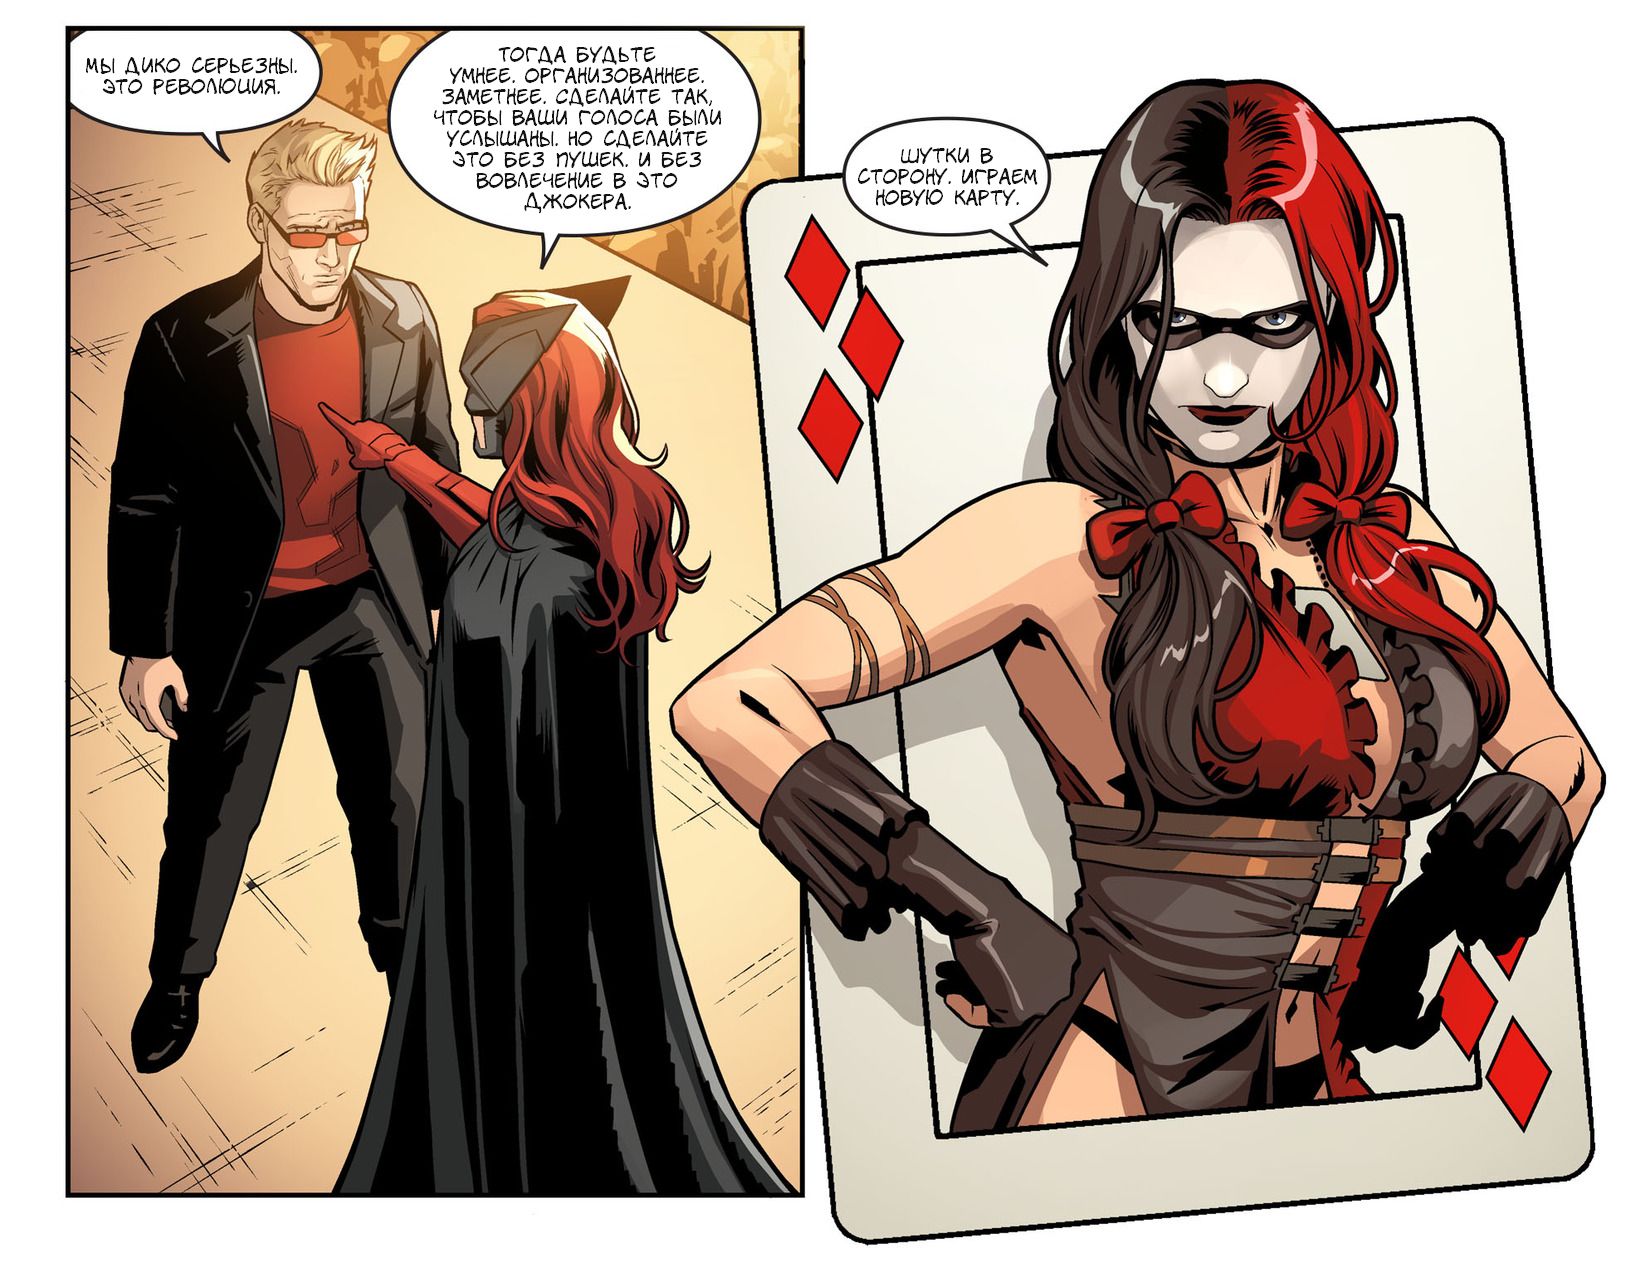 МЫ ДИКО СЕРЬЕЗНЫ.
ЭТО РЕВОЛЮЦИЯ.
ТОГДА БУДЬТЕ
УМНЕЕ. ОРГАНИЗОВАННЕЕ.
ЗАМЕТНЕЕ. СДЕЛАЙТЕ ТАК,
ЧТОБЫ ВАШИ ГОЛОСА БЫЛИ
УСЛЫШАНЫ. НО СДЕЛАЙТЕ
ЭТО БЕЗ ПУШЕК. И БЕЗ
ВОВЛЕЧЕНИЕ В ЭТО
ДЖОКЕРА.
ШУТКИ В
СТОРОНУ. ИГРАЕМ
НОВУЮ КАРТУ.